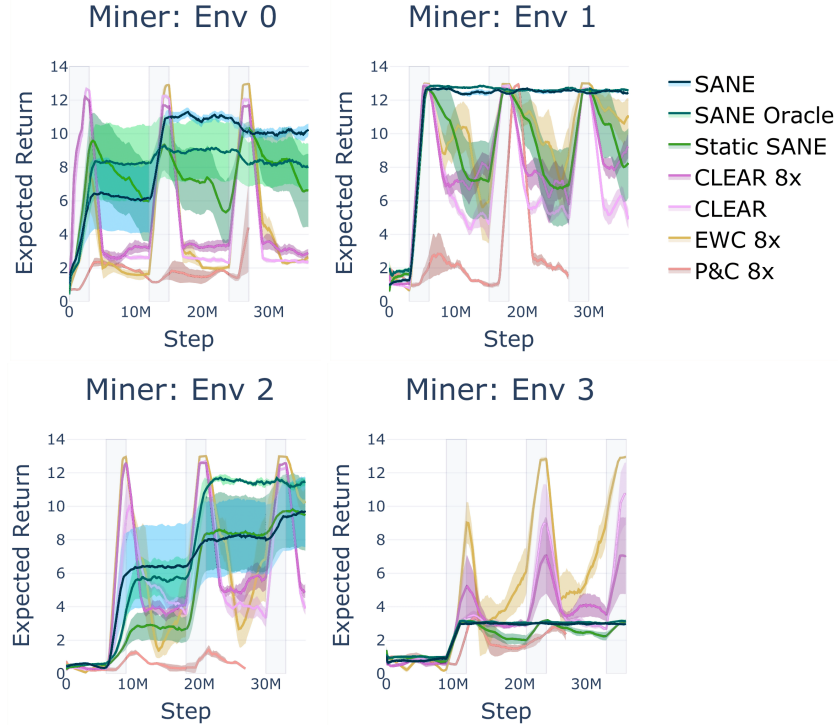 Miner: Env 0
Miner: Env 1
14
12
10
8
6
4
2
0
Expected Return
0
10M
20M
30M
Step
14
12
10
8
6
4
2
0
Expected Return
0
10M
20M
30M
Step
SANE
SANE Oracle
Static SANE
CLEAR 8x
CLEAR
EWC 8x
P&C 8x
Miner: Env 2
Miner: Env 3
14
12
10
8
6
4
2
0
Expected Return
0
10M
20M
30M
Step
14
12
10
8
6
4
2
0
Expected Return
0
10M
20M
30M
Step